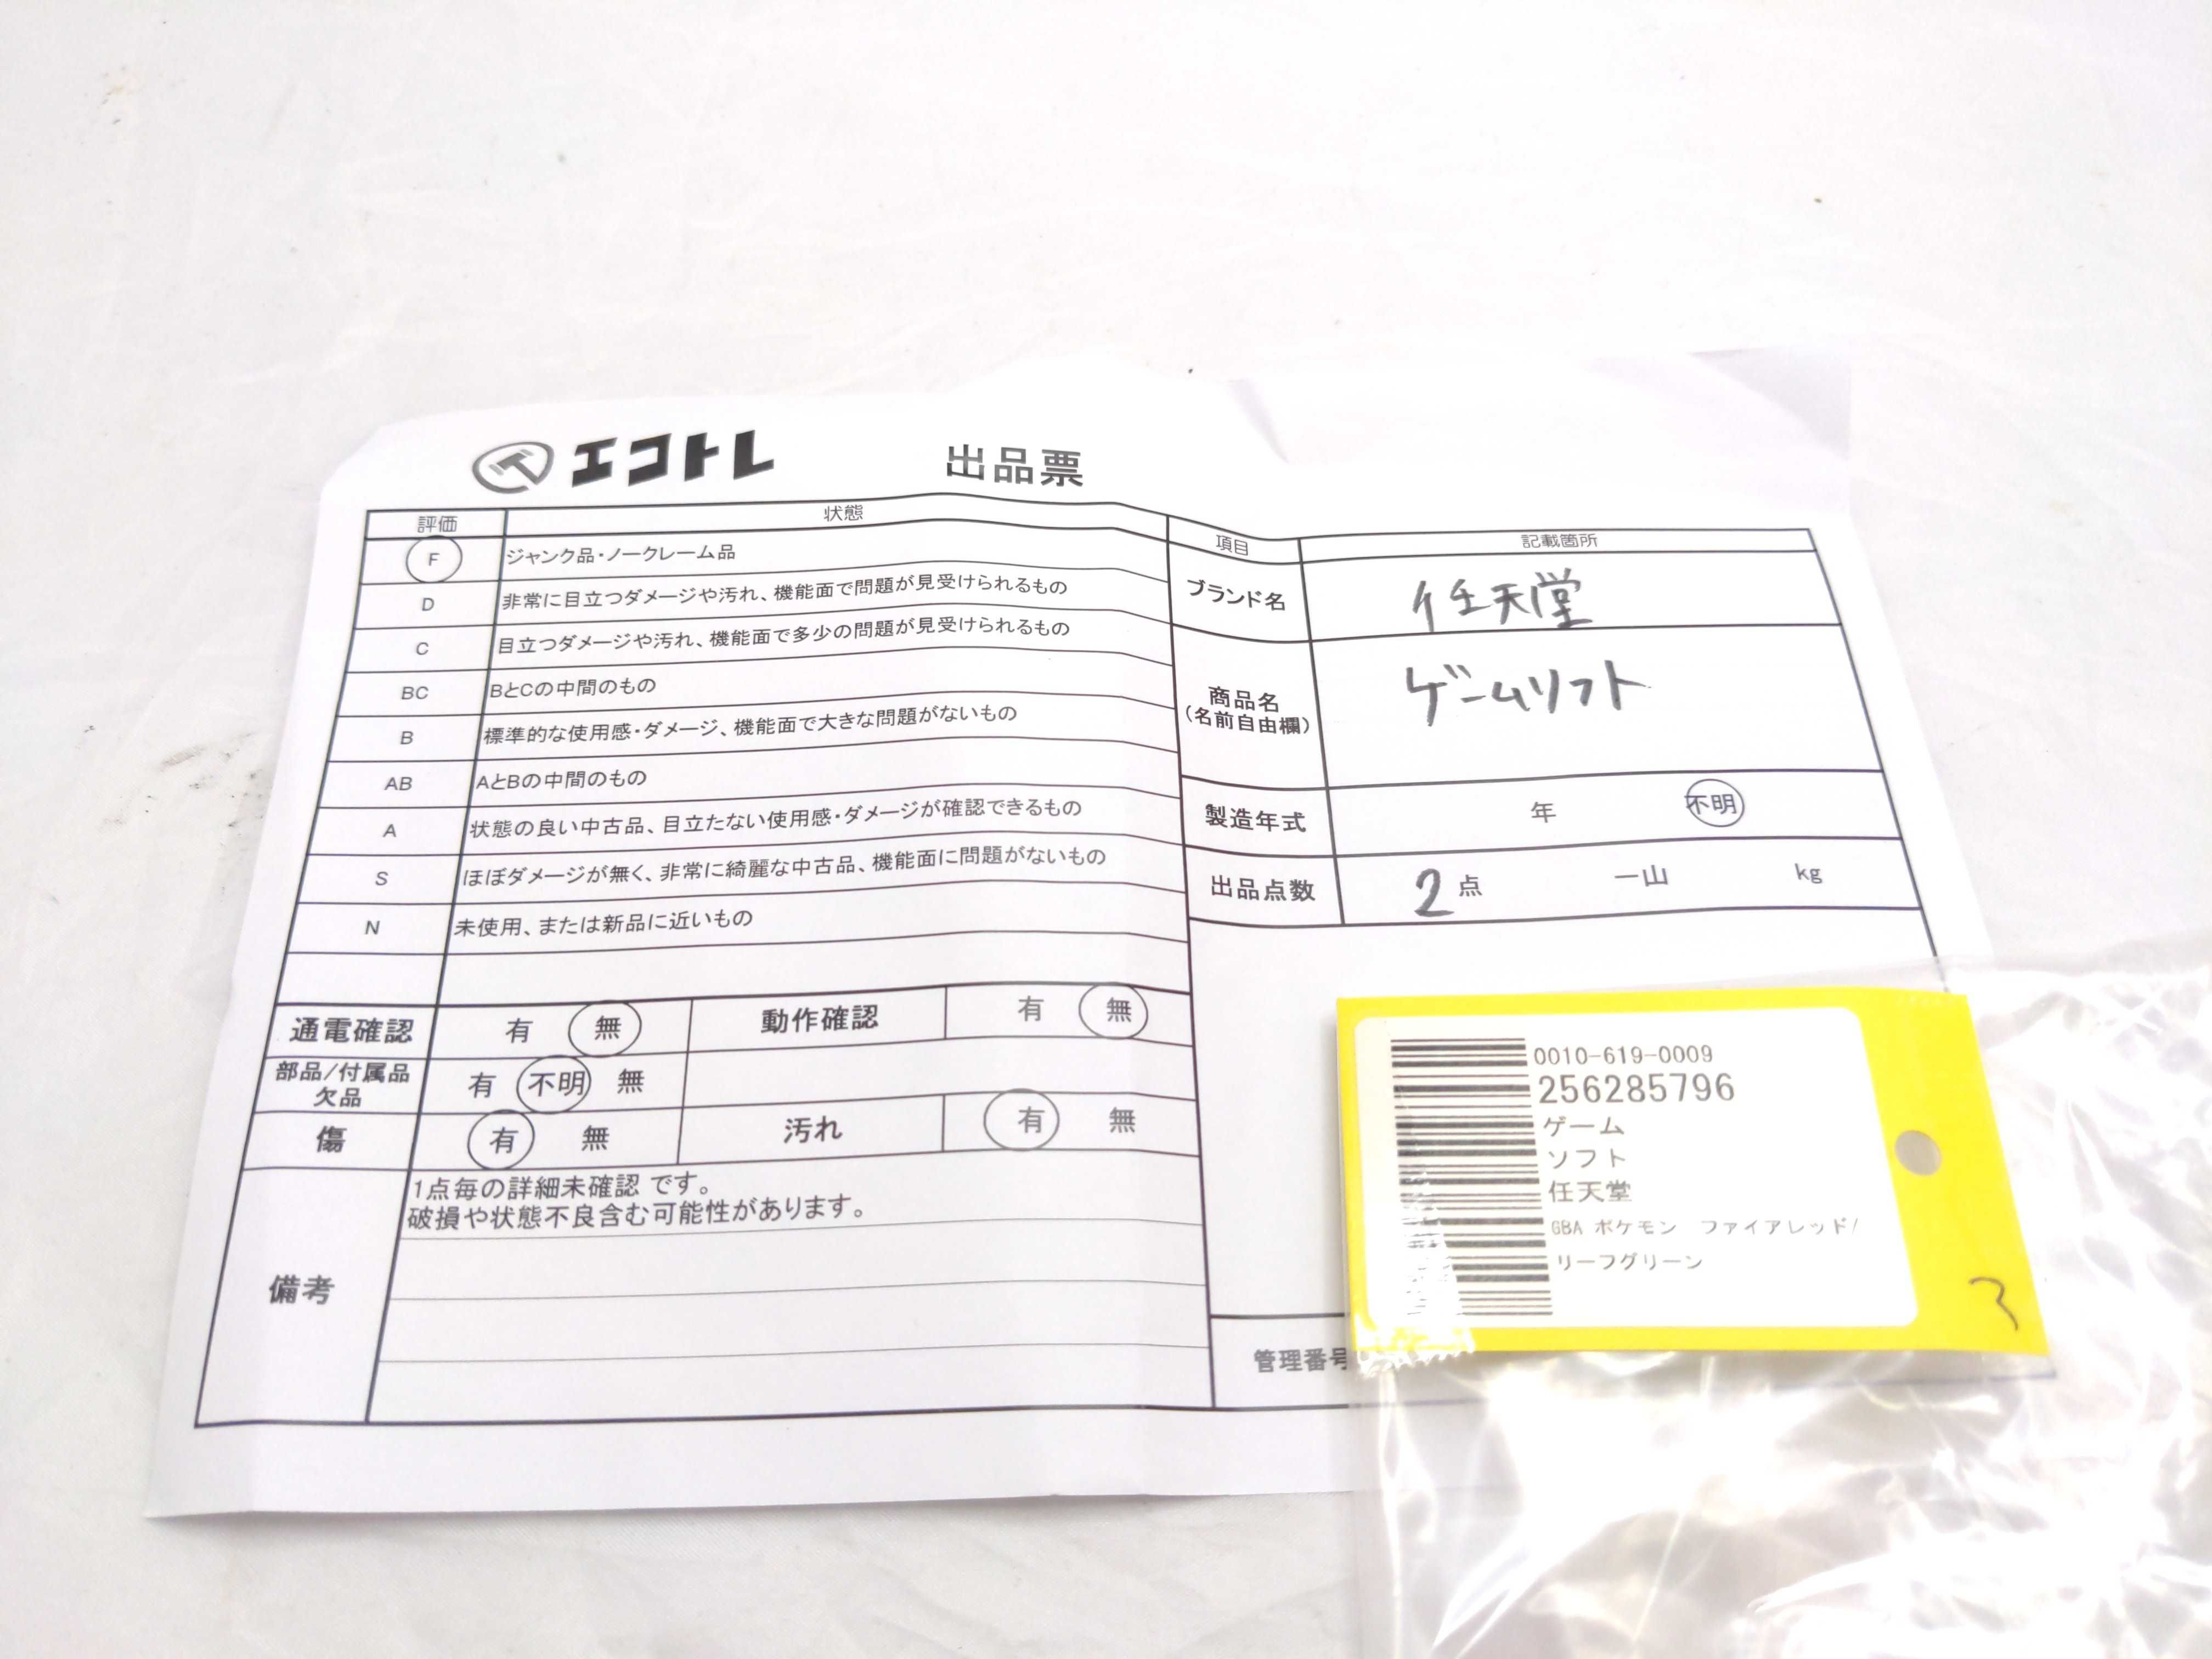 エコトレ 出品票
評価 状態
F ジャンク品・ノークレーム品
D 非常に目立つダメージや汚れ、機能面で問題が見受けられるもの
C 目立つダメージや汚れ、機能面で多少の問題が見受けられるもの
BC BとCの中間のもの
B 標準的な使用感・ダメージ、機能面で大きな問題がないもの
AB AとBの中間のもの
A 状態の良い中古品、目立たない使用感・ダメージが確認できるもの
S ほぼダメージが無く、非常に綺麗な中古品、機能面に問題がないもの
N 未使用、または新品に近いもの
通電確認 有 無 動作確認 有 無
部品/付属品
欠品 有 不明 無
傷 有 無 汚れ 有 無
備考
1点毎の詳細未確認 です。
破損や状態不良含む可能性があります。
項目 記載箇所
ブランド名 任天堂
商品名
(名前自由欄) ゲームソフト
製造年式 年 不明
出品点数 2 点 一山 kg
管理番号
0010-619-0009
256285796
ゲーム
ソフト
任天堂
GBA ポケモン ファイアレッド/
リーフグリーン
3